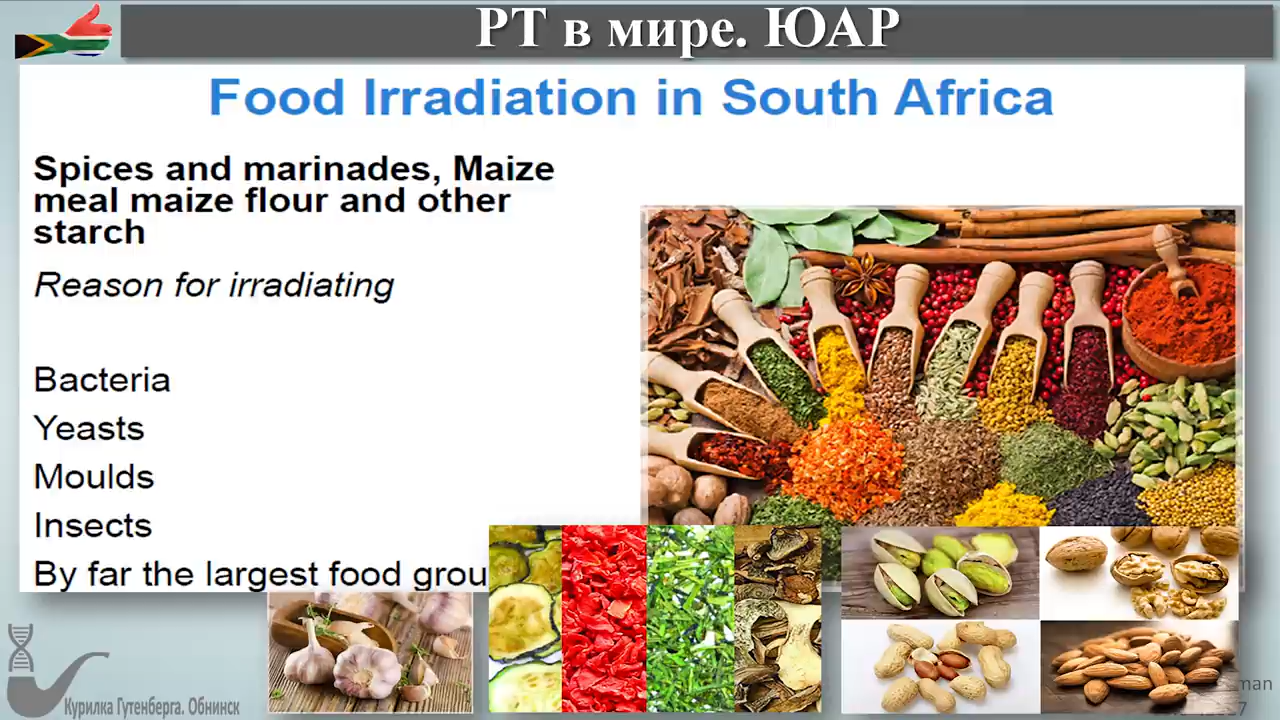 РТ в мире. ЮАР
Food Irradiation in South Africa
Spices and marinades, Maize
meal maize flour and other
starch
Reason for irradiating
Bacteria
Yeasts
Moulds
Insects
By far the largest food grou
Курилка Гутенберга. Обнинск